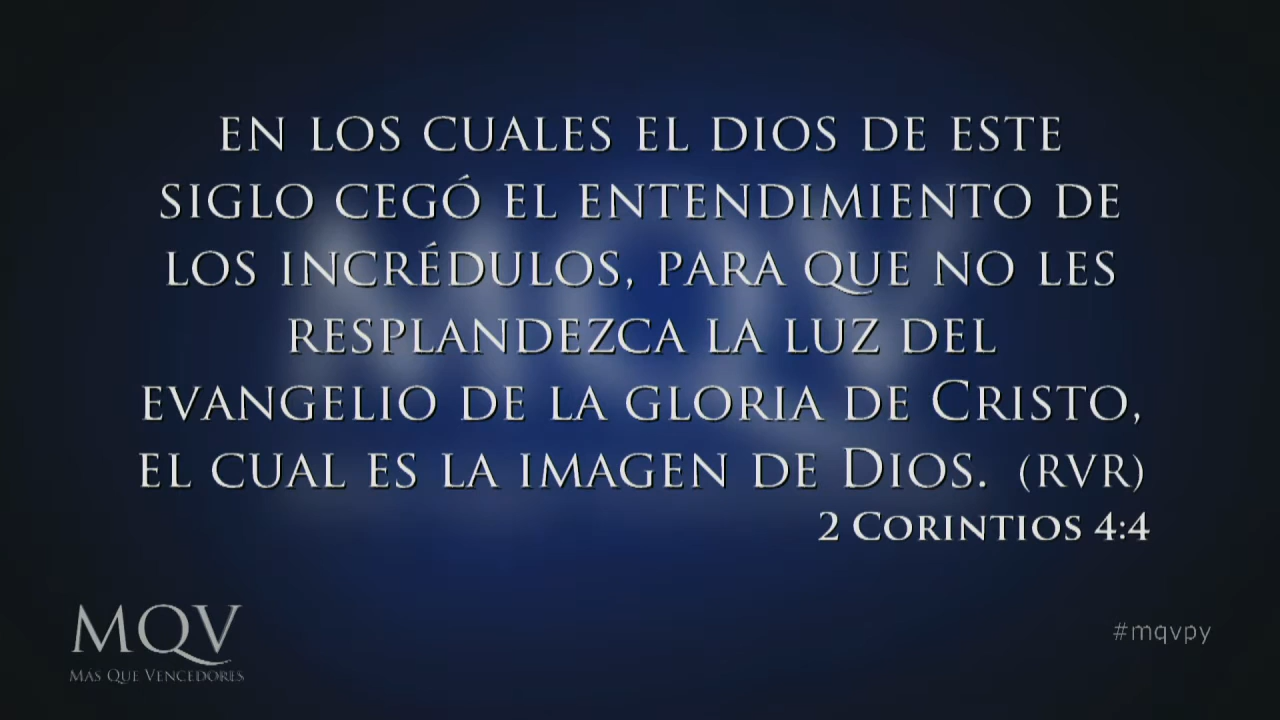 EN LOS CUALES EL DIOS DE ESTE
SIGLO CEGÓ EL ENTENDIMIENTO DE
LOS INCRÉDULOS, PARA QUE NO LES
RESPLANDEZCA LA LUZ DEL
EVANGELIO DE LA GLORIA DE CRISTO,
EL CUAL ES LA IMAGEN DE DIOS. (RVR)
2 CORINTIOS 4:4
MQV
MÁS QUE VENCEDORES
#mqvpy